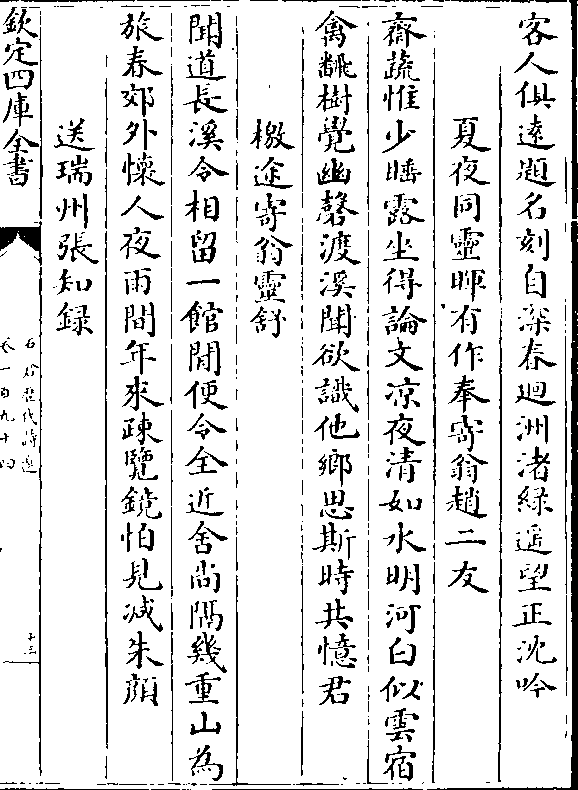 客人俱遠題名刻自深春迴洲渚緑遥望正沈吟
夏夜同靈暉有作奉寄翁趙二友
齋蔬惟少睡露坐得論文凉夜清如水明河白似雲宿
禽飜樹覺幽磬渡溪聞欲識他鄉思斯時共憶君
檄途寄翁靈舒
聞道長溪令相留一館閒便令全近舍尚隔幾重山為
旅春郊外懷人夜雨間年來疎覽鏡怕見減朱顔
送瑞州張知録
欽定四庫全書
石倉歴代詩選
卷一百九十四
十三